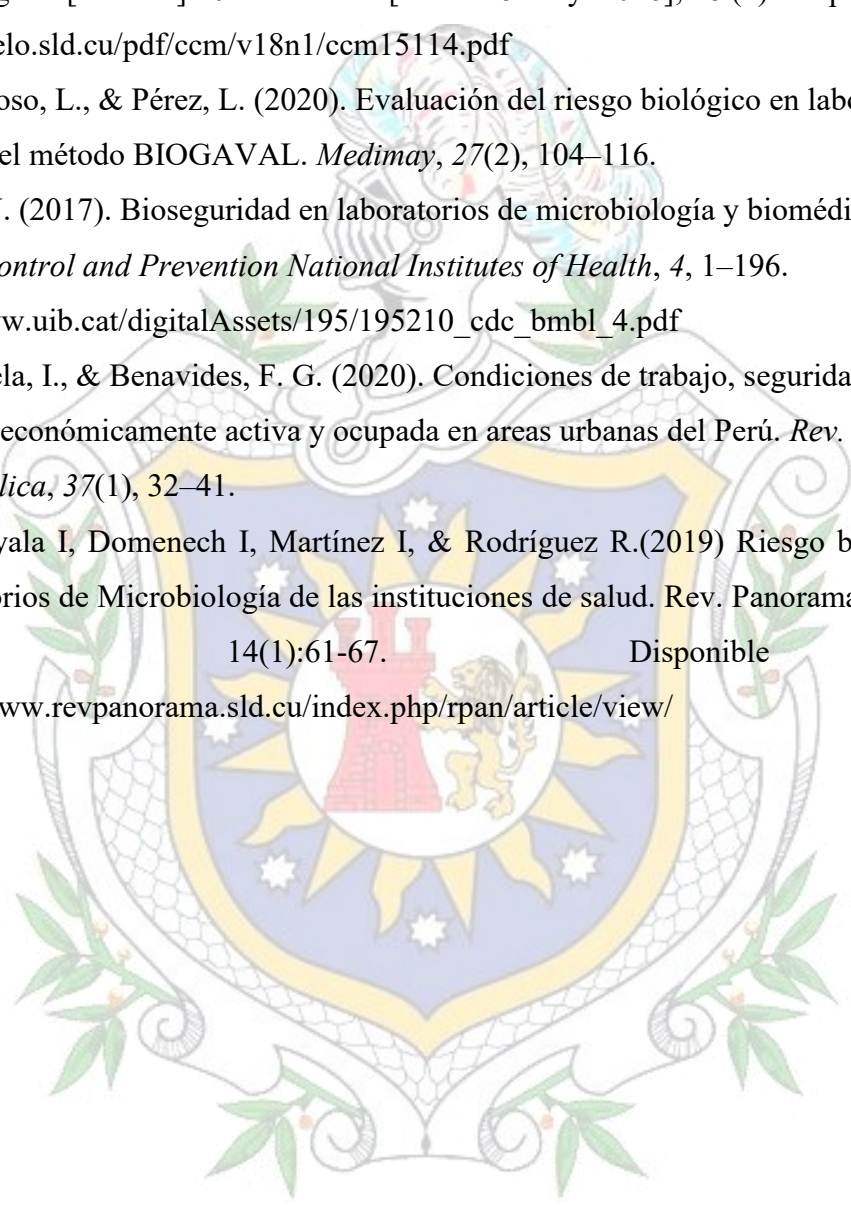 elo.sld.cu/pdf/ccm/v18n1/ccm15114.pdf
oso, L., & Pérez, L. (2020). Evaluación del riesgo biológico en labo
el método BIOGAVAL. Medimay, 27(2), 104–116.
. (2017). Bioseguridad en laboratorios de microbiología y biomédi
ontrol and Prevention National Institutes of Health, 4, 1–196.
w.uib.cat/digitalAssets/195/195210_cdc_bmbl_4.pdf
ela, I., & Benavides, F. G. (2020). Condiciones de trabajo, segurida
económicamente activa y ocupada en areas urbanas del Perú. Rev.
lica, 37(1), 32–41.
yala I, Domenech I, Martínez I, & Rodríguez R.(2019) Riesgo b
orios de Microbiología de las instituciones de salud. Rev. Panorama
14(1):61-67. Disponible
ww.revpanorama.sld.cu/index.php/rpan/article/view/